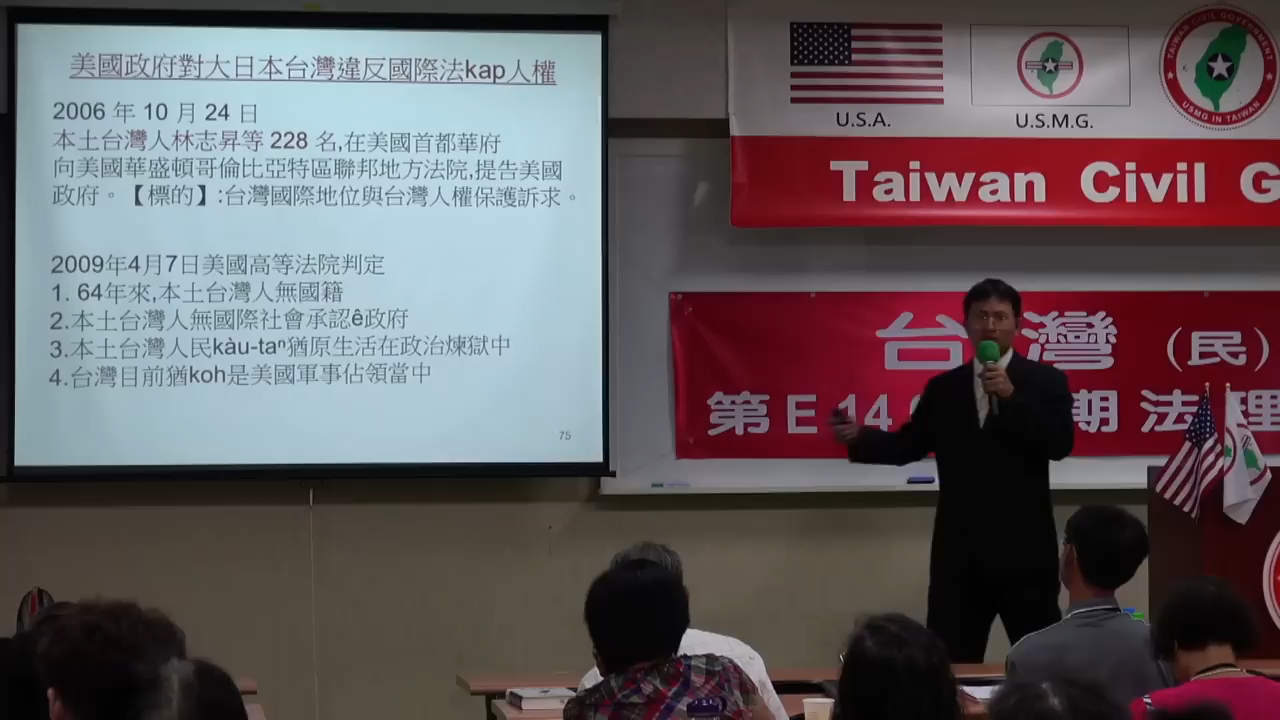 美國政府對大日本台灣違反國際法kap人權
2006 年 10 月 24 日
本土台灣人林志昇等 228 名,在美國首都華府
向美國華盛頓哥倫比亞特區聯邦地方法院,提告美國
政府。【標的】:台灣國際地位與台灣人權保護訴求。
2009年4月7日美國高等法院判定
1. 64年來,本土台灣人無國籍
2.本土台灣人無國際社會承認ê政府
3.本土台灣人民kàu-taⁿ猶原生活在政治煉獄中
4.台灣目前猶koh是美國軍事佔領當中
75
U.S.A.
U.S.M.G.
TAIWAN CIVIL GOVERNMENT
USMG IN TAIWAN
Taiwan Civil G
台灣（民）
第 E 14 期 法 理